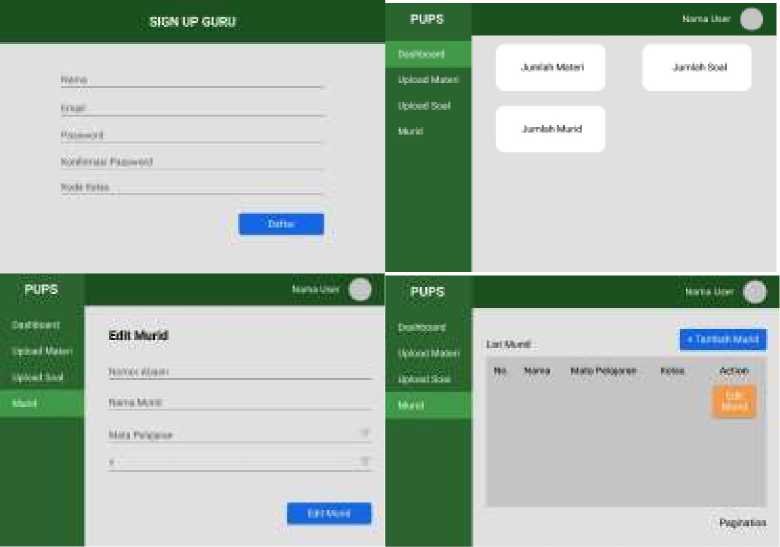 SIGN UP GURU
Nama
Email
Password
Konfirmasi Password
Kode Kelas
Daftar
PUPS
Nama User
Dashboard
Upload Materi
Upload Soal
Murid
Jumlah Materi
Jumlah Soal
Jumlah Murid
PUPS
Nama User
Dashboard
Upload Materi
Upload Soal
Murid
Edit Murid
Nomor Absen
Nama Murid
Mata Pelajaran
Edit Murid
PUPS
Nama User
Dashboard
Upload Materi
Upload Soal
Murid
+ Tambah Murid
List Murid
No. Nama Mata Pelajaran Kelas Action
Edit
Murid
Pagination